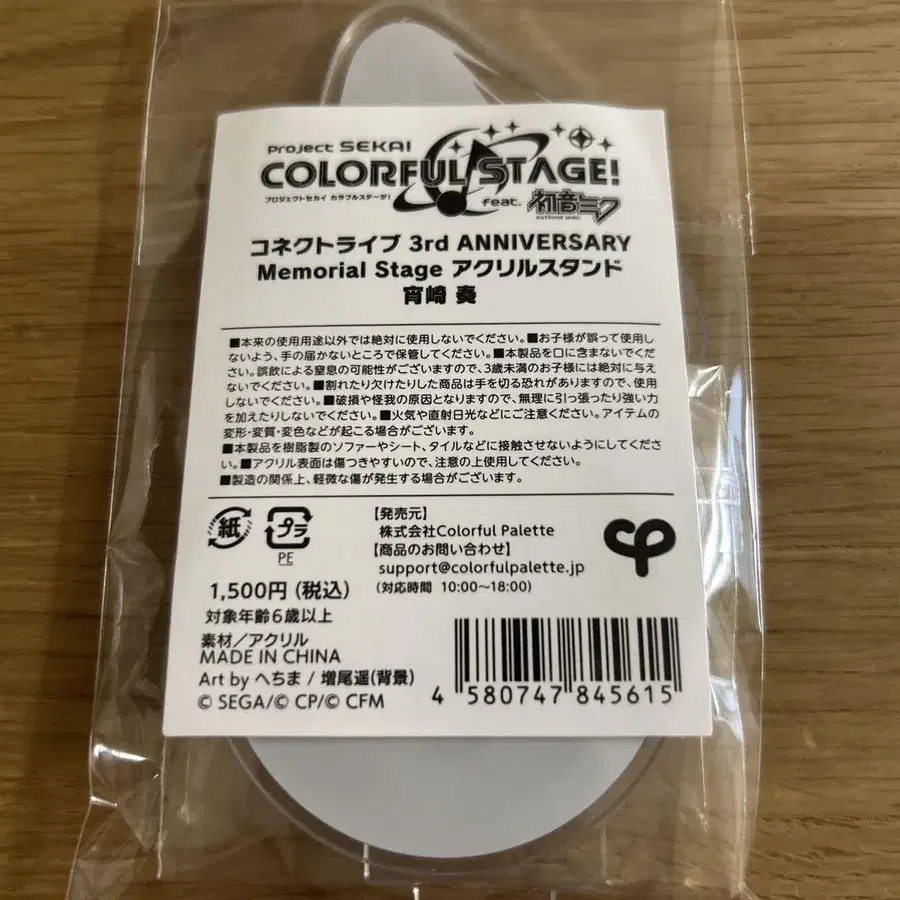 Project SEKAI
COLORFUL STAGE!
プロジェクトセカイ カラフルステージ!
feat. 初音ミク
HATSUNE MIKU
コネクトライブ 3rd ANNIVERSARY
Memorial Stage アクリルスタンド
宵崎 奏
■本来の使用用途以外では絶対に使用しないでください。■お子様が誤って使用し
ないよう、手の届かないところで保管してください。■本製品を口に含まないでくだ
さい。誤飲による窒息の可能性がございますので、3歳未満のお子様には絶対に与え
ないでください。■割れたり欠けたりした商品は手を切る恐れがありますので、使用
しないでください。■破損や怪我の原因となりますので、無理に引っ張ったり強い力
を加えたりしないでください。■火気や直射日光などにご注意ください。アイテムの
変形・変質・変色などが起こる場合がございます。
■本製品を樹脂製のソファーやシート、タイルなどに接触させないようにしてくださ
い。■アクリル表面は傷つきやすいので、注意の上使用してください。
■製造の関係上、軽微な傷が発生する場合がございます。
紙
プラ
PE
【発売元】
株式会社Colorful Palette
【商品のお問い合わせ】
support@colorfulpalette.jp
(対応時間 10:00〜18:00)
1,500円(税込)
対象年齢6歳以上
素材/アクリル
MADE IN CHINA
Art by へちま / 増尾遥(背景)
© SEGA/© CP/© CFM
4 580747 845615